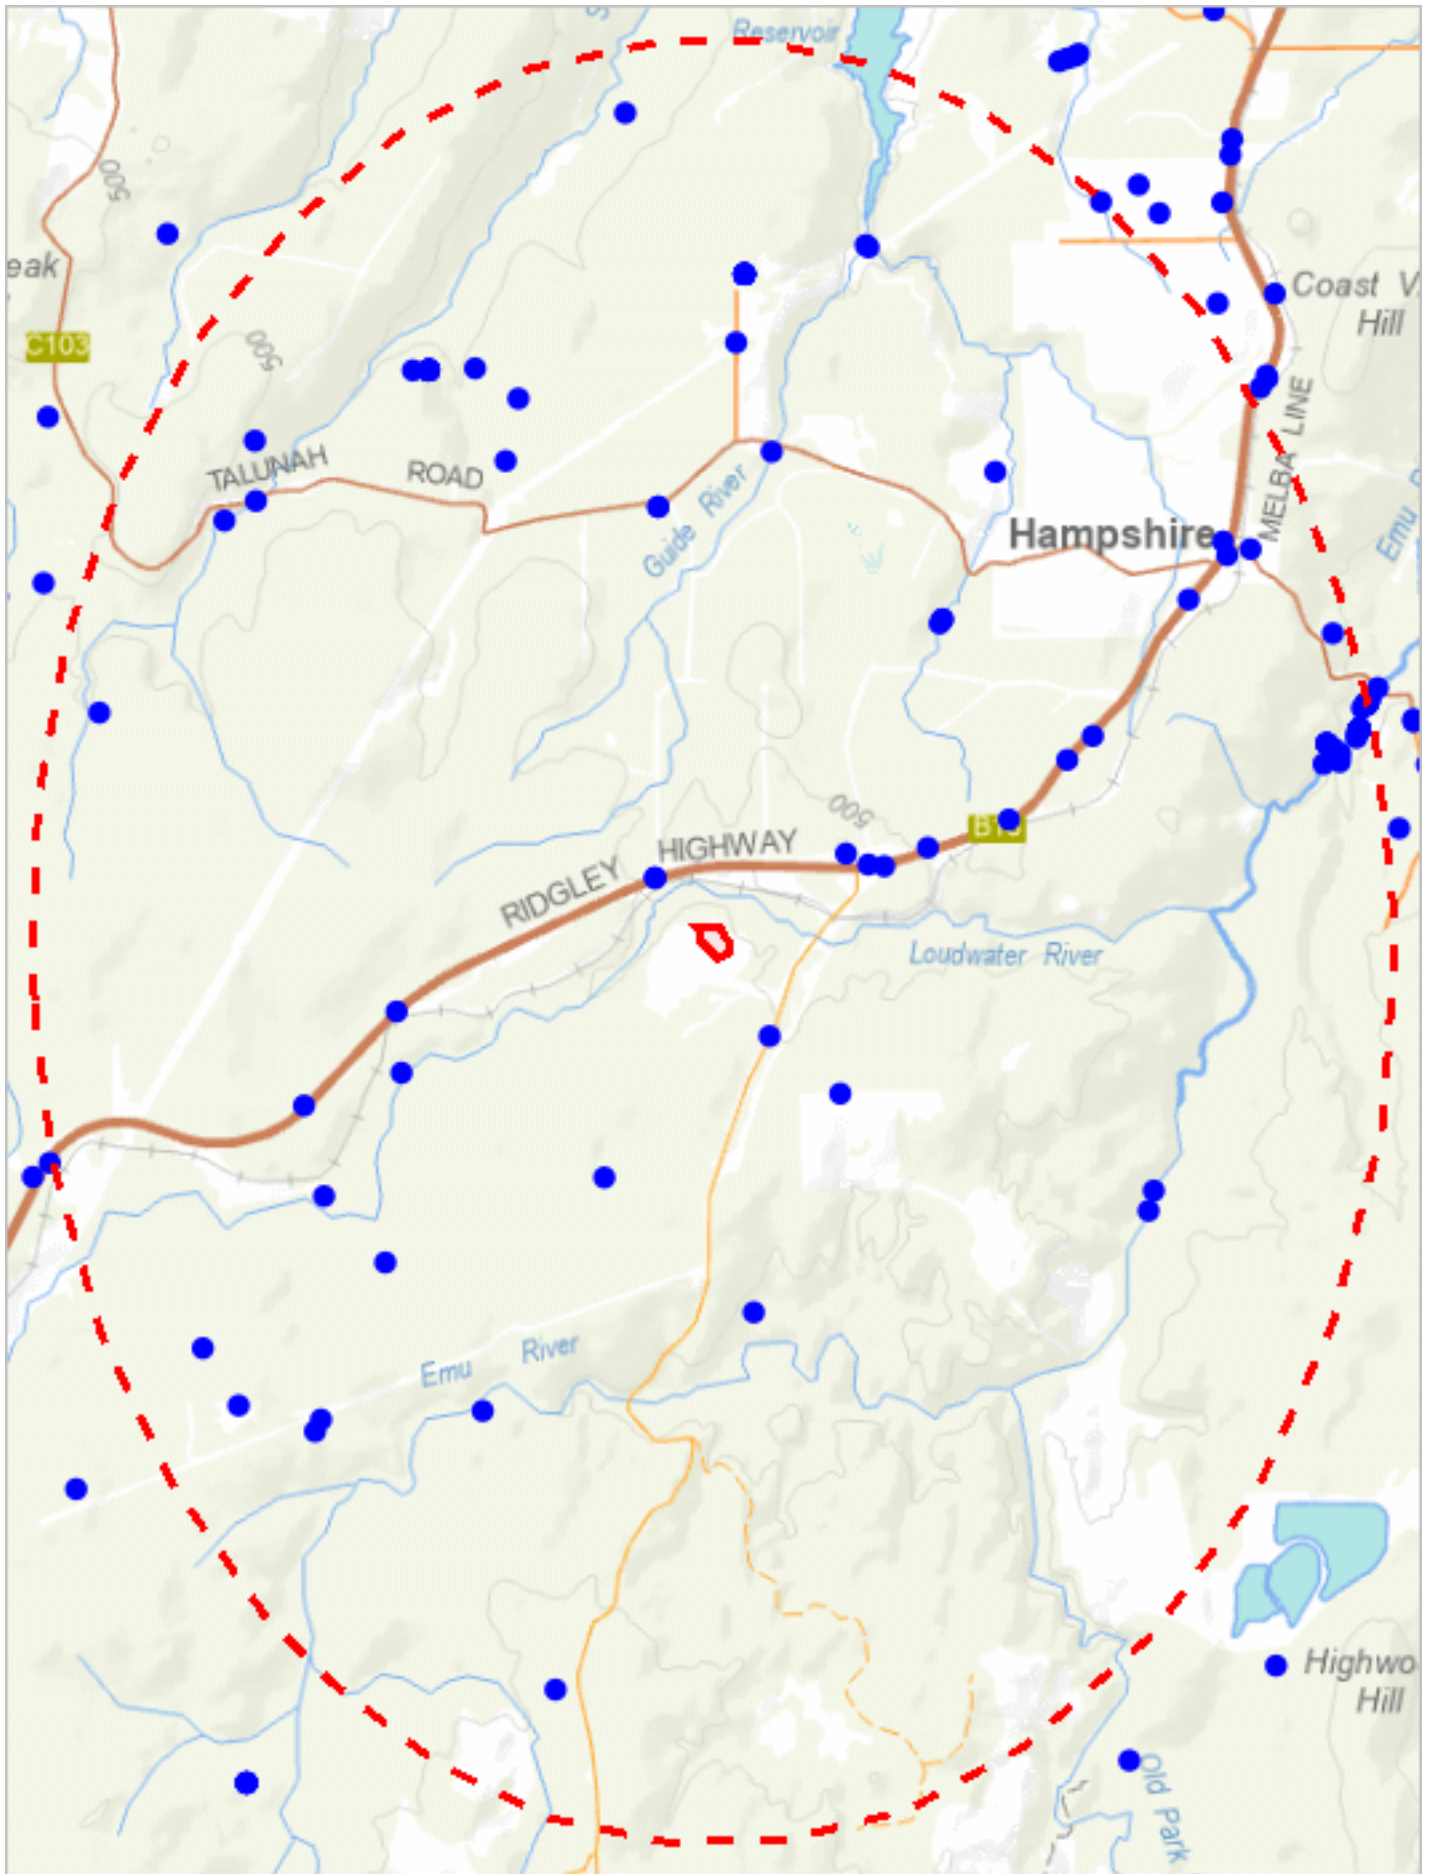 S
Reservoir
500
eak
Coast V
Hill
C103
500
MELBA LINE
TALUNAH ROAD
Guide River
Emu
Hampshire
500
B18
HIGHWAY
RIDGLEY
Loudwater River
Emu River
Highwo
Hill
Old Park